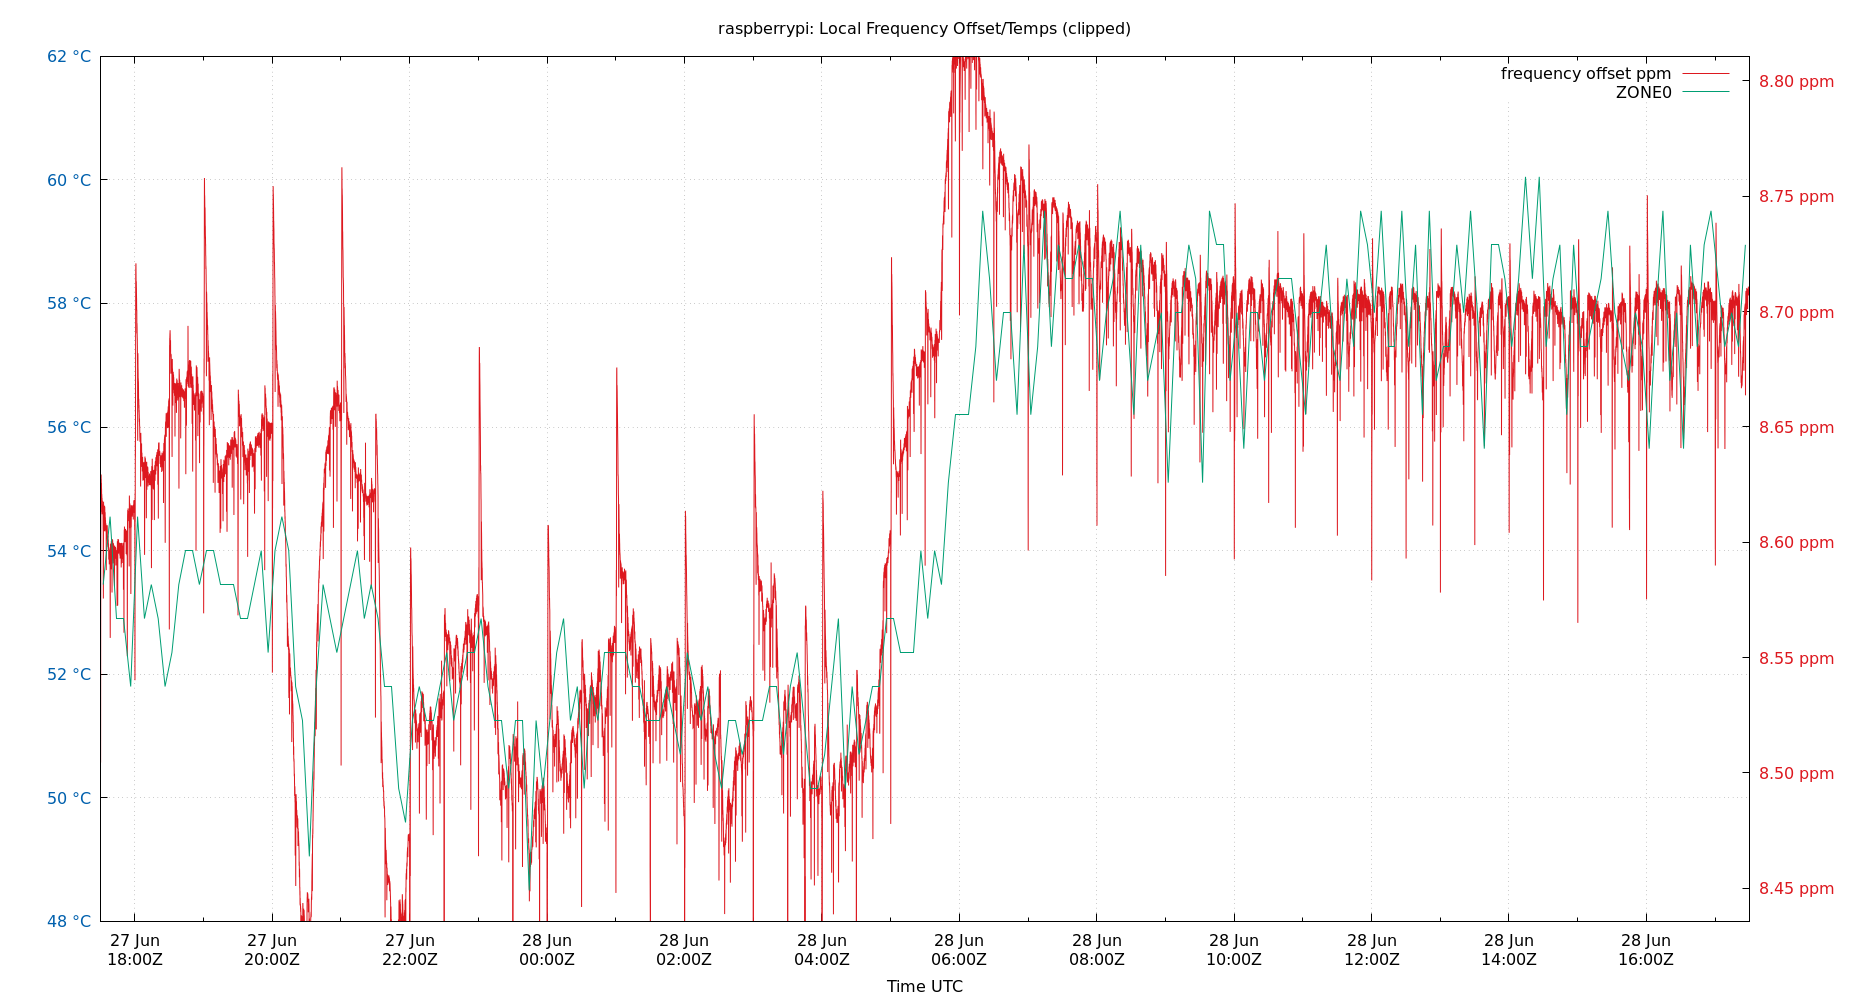 raspberrypi: Local Frequency Offset/Temps (clipped)
frequency offset ppm
ZONE0
62 °C
60 °C
58 °C
56 °C
54 °C
52 °C
50 °C
48 °C
8.80 ppm
8.75 ppm
8.70 ppm
8.65 ppm
8.60 ppm
8.55 ppm
8.50 ppm
8.45 ppm
27 Jun 27 Jun 27 Jun 28 Jun 28 Jun 28 Jun 28 Jun 28 Jun 28 Jun 28 Jun 28 Jun 28 Jun
18:00Z 20:00Z 22:00Z 00:00Z 02:00Z 04:00Z 06:00Z 08:00Z 10:00Z 12:00Z 14:00Z 16:00Z
Time UTC